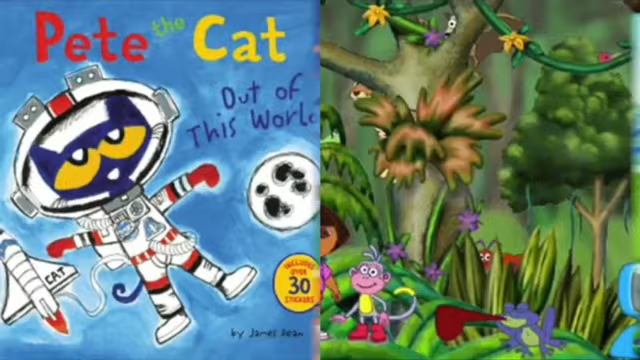 Pete the Cat
Out of
This World
CAT
INCLUDES
OVER
30
STICKERS
by James Dean